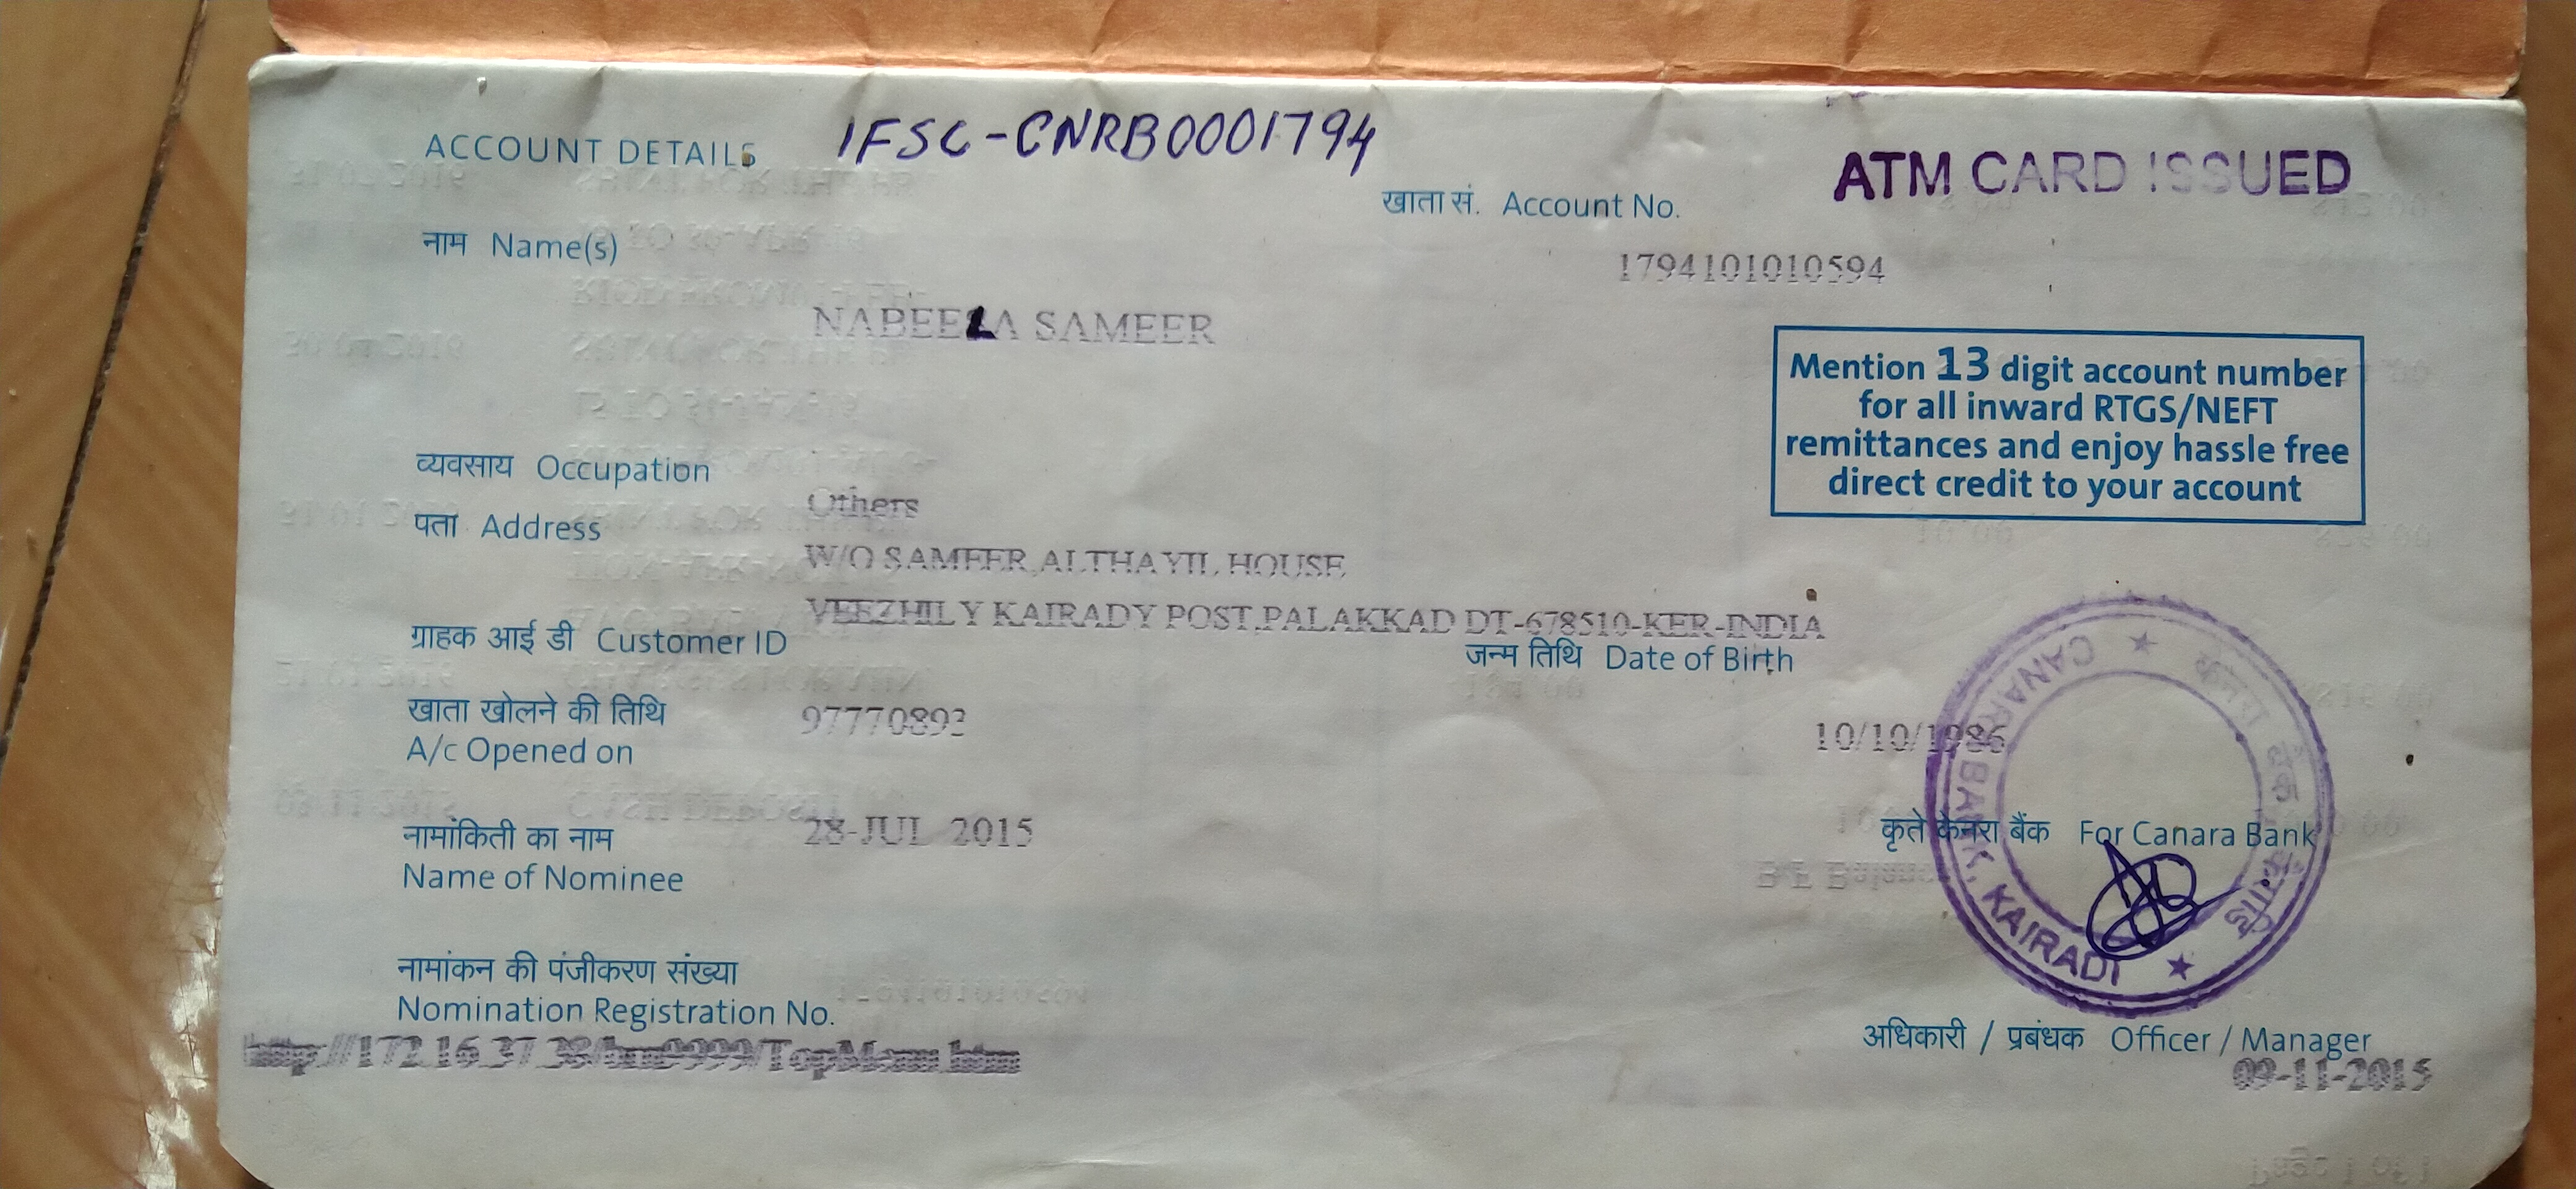 ACCOUNT DETAILS IFSC-CNRB0001794 ATM CARD ISSUED
खाता सं. Account No.
नाम Name(s) 1794101010594
NABEELA SAMEER
Mention 13 digit account number
for all inward RTGS/NEFT
remittances and enjoy hassle free
direct credit to your account
व्यवसाय Occupation
Others
पता Address
W/O SAMEER,ALTHAYIL HOUSE,
VEEZHILY KAIRADY POST,PALAKKAD DT-678510-KER-INDIA
ग्राहक आई डी Customer ID जन्म तिथि Date of Birth
97770893 10/10/1986
खाता खोलने की तिथि
A/c Opened on
28-JUL-2015
नामांकिती का नाम कृते केनरा बैंक For Canara Bank
Name of Nominee
CANARA BANK, KAIRADI
नामांकन की पंजीकरण संख्या
Nomination Registration No.
अधिकारी / प्रबंधक Officer / Manager
03-11-2015